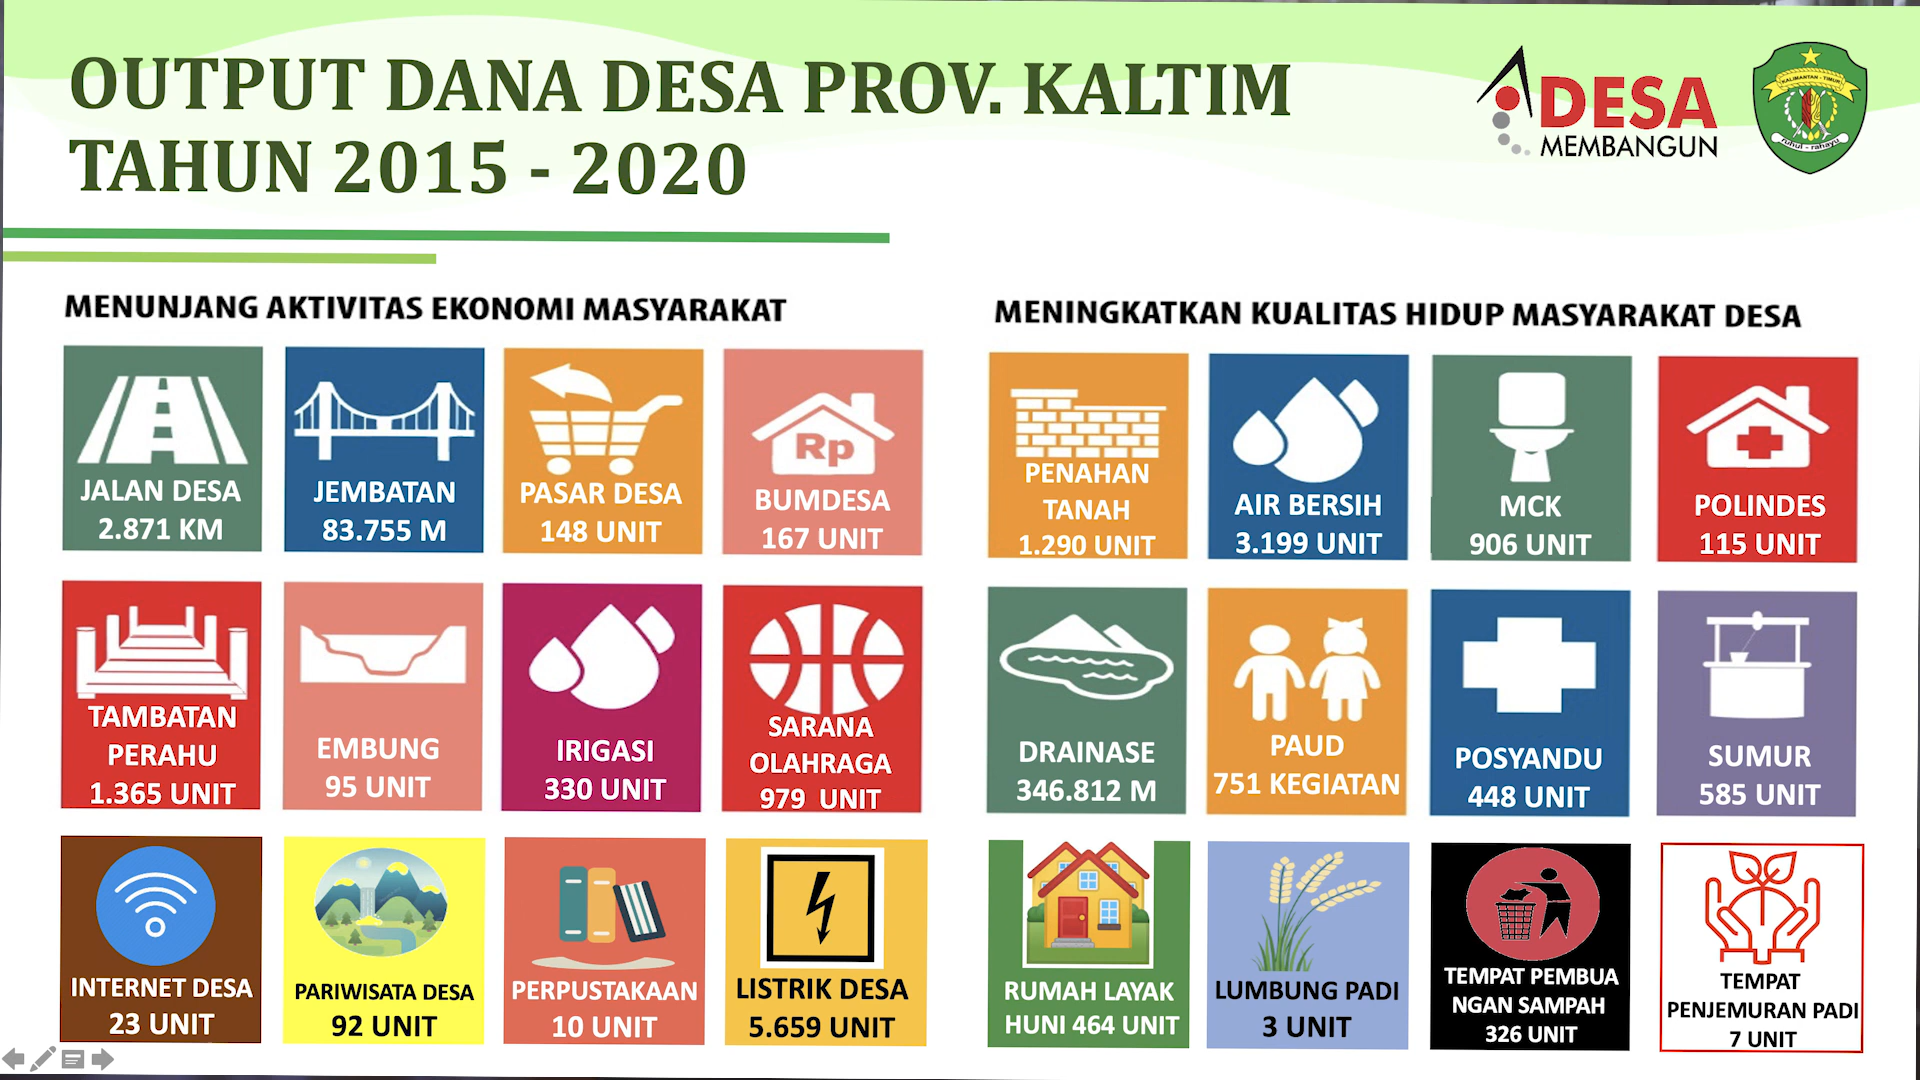 OUTPUT DANA DESA PROV. KALTIM
TAHUN 2015 - 2020
DESA
MEMBANGUN
KALIMANTAN - TIMUR
ruhui - rahayu
MENUNJANG AKTIVITAS EKONOMI MASYARAKAT
JALAN DESA
2.871 KM
JEMBATAN
83.755 M
PASAR DESA
148 UNIT
Rp
BUMDESA
167 UNIT
TAMBATAN
PERAHU
1.365 UNIT
EMBUNG
95 UNIT
IRIGASI
330 UNIT
SARANA
OLAHRAGA
979 UNIT
INTERNET DESA
23 UNIT
PARIWISATA DESA
92 UNIT
PERPUSTAKAAN
10 UNIT
LISTRIK DESA
5.659 UNIT
MENINGKATKAN KUALITAS HIDUP MASYARAKAT DESA
PENAHAN
TANAH
1.290 UNIT
AIR BERSIH
3.199 UNIT
MCK
906 UNIT
POLINDES
115 UNIT
DRAINASE
346.812 M
PAUD
751 KEGIATAN
POSYANDU
448 UNIT
SUMUR
585 UNIT
RUMAH LAYAK
HUNI 464 UNIT
LUMBUNG PADI
3 UNIT
TEMPAT PEMBUA
NGAN SAMPAH
326 UNIT
TEMPAT
PENJEMURAN PADI
7 UNIT